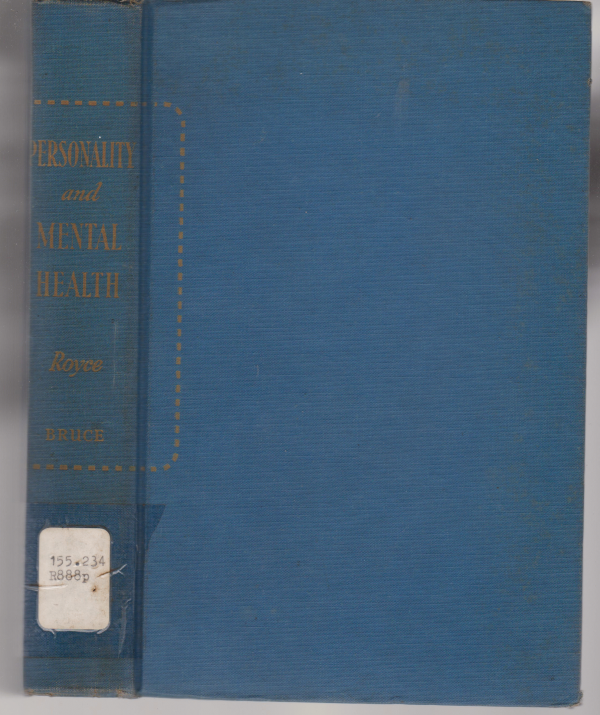 PERSONALITY
and
MENTAL
HEALTH
Royce
BRUCE
155.234
R888p